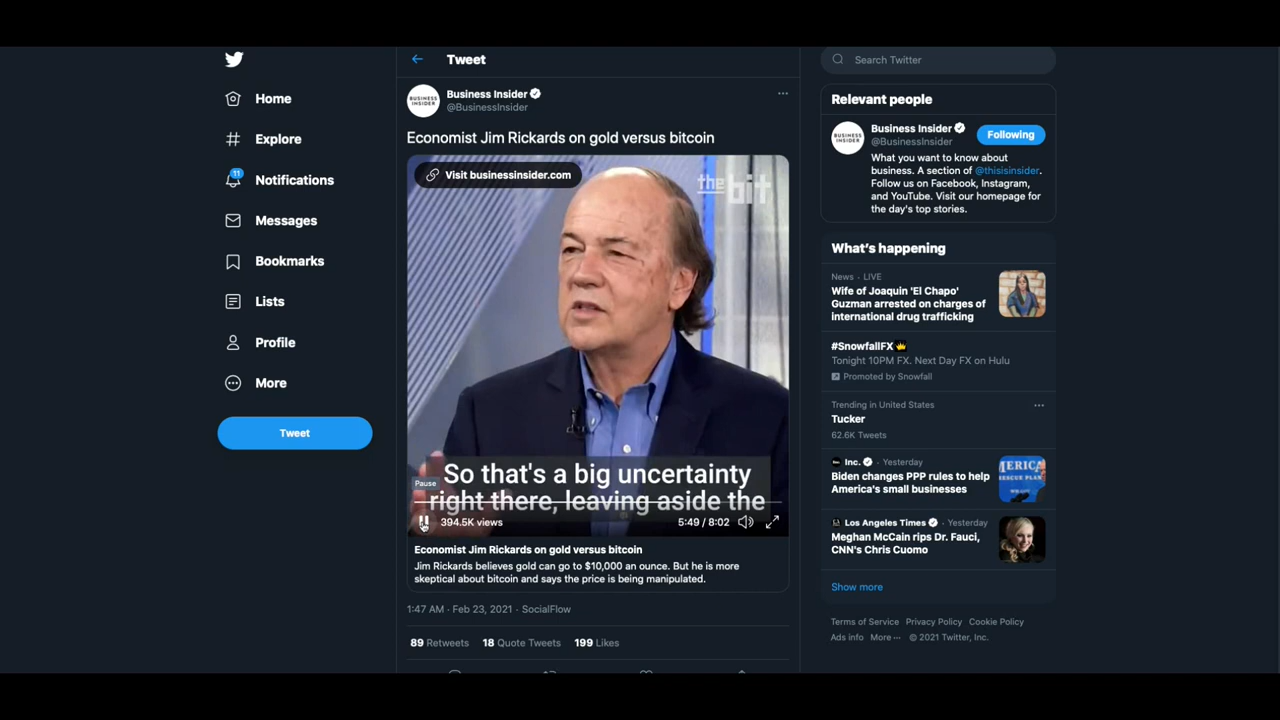 Home
Explore
11
Notifications
Messages
Bookmarks
Lists
Profile
More
Tweet
Tweet
BUSINESS
INSIDER
Business Insider
@BusinessInsider
Economist Jim Rickards on gold versus bitcoin
Visit businessinsider.com
the bit
So that's a big uncertainty
right there, leaving aside the
Pause
394.5K views
5:49 / 8:02
Economist Jim Rickards on gold versus bitcoin
Jim Rickards believes gold can go to $10,000 an ounce. But he is more
skeptical about bitcoin and says the price is being manipulated.
1:47 AM · Feb 23, 2021 · SocialFlow
89 Retweets 18 Quote Tweets 199 Likes
Search Twitter
Relevant people
BUSINESS
INSIDER
Business Insider
@BusinessInsider
Following
What you want to know about
business. A section of @thisisinsider.
Follow us on Facebook, Instagram,
and YouTube. Visit our homepage for
the day's top stories.
What's happening
News · LIVE
Wife of Joaquin 'El Chapo'
Guzman arrested on charges of
international drug trafficking
#SnowfallFX
Tonight 10PM FX. Next Day FX on Hulu
Promoted by Snowfall
Trending in United States
Tucker
62.6K Tweets
Inc. · Yesterday
Biden changes PPP rules to help
America's small businesses
Los Angeles Times · Yesterday
Meghan McCain rips Dr. Fauci,
CNN's Chris Cuomo
Show more
Terms of Service Privacy Policy Cookie Policy
Ads info More ··· © 2021 Twitter, Inc.